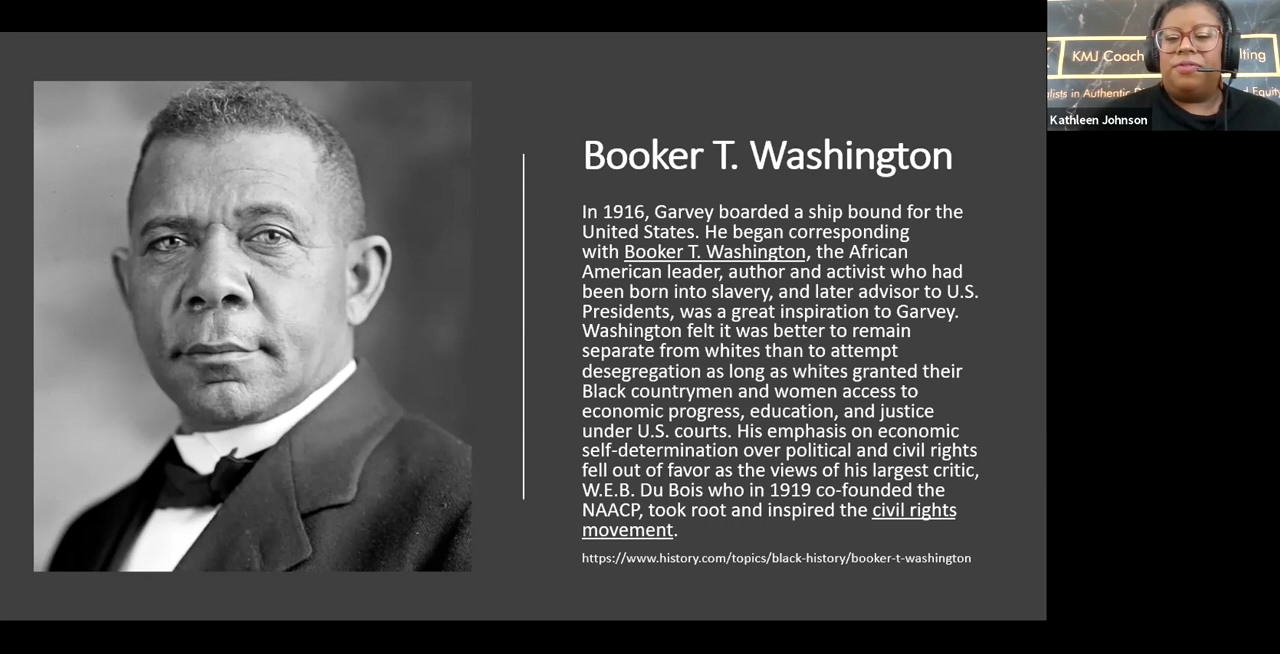 Booker T. Washington
In 1916, Garvey boarded a ship bound for the
United States. He began corresponding
with Booker T. Washington, the African
American leader, author and activist who had
been born into slavery, and later advisor to U.S.
Presidents, was a great inspiration to Garvey.
Washington felt it was better to remain
separate from whites than to attempt
desegregation as long as whites granted their
Black countrymen and women access to
economic progress, education, and justice
under U.S. courts. His emphasis on economic
self-determination over political and civil rights
fell out of favor as the views of his largest critic,
W.E.B. Du Bois who in 1919 co-founded the
NAACP, took root and inspired the civil rights
movement.
https://www.history.com/topics/black-history/booker-t-washington
KMJ Coach
lting
alists in Authentic
d Equity
Kathleen Johnson